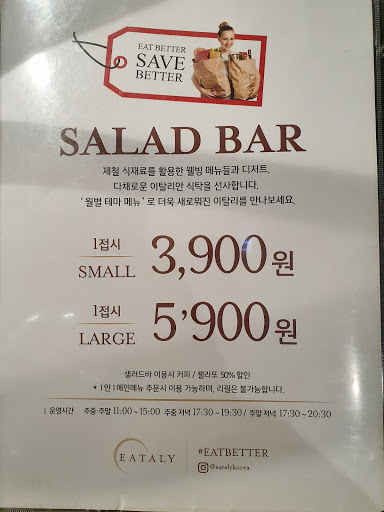 EAT BETTER
SAVE
BETTER
SALAD BAR
제철 식재료를 활용한 웰빙 메뉴들과 디저트,
다채로운 이탈리안 식탁을 선사합니다.
'월별 테마 메뉴'로 더욱 새로워진 이탈리를 만나보세요.
1접시
SMALL
3,900원
1접시
LARGE
5,900원
샐러드바 이용시 커피 / 젤라또 50% 할인
* 1인 1메인메뉴 주문시 이용 가능하며, 리필은 불가능합니다.
| 운영시간 주중·주말 11:00 ~ 15:00 주중 저녁 17:30 ~ 19:30 / 주말 저녁 17:30 ~ 20:30
EATALY
#EATBETTER
@eatalykorea